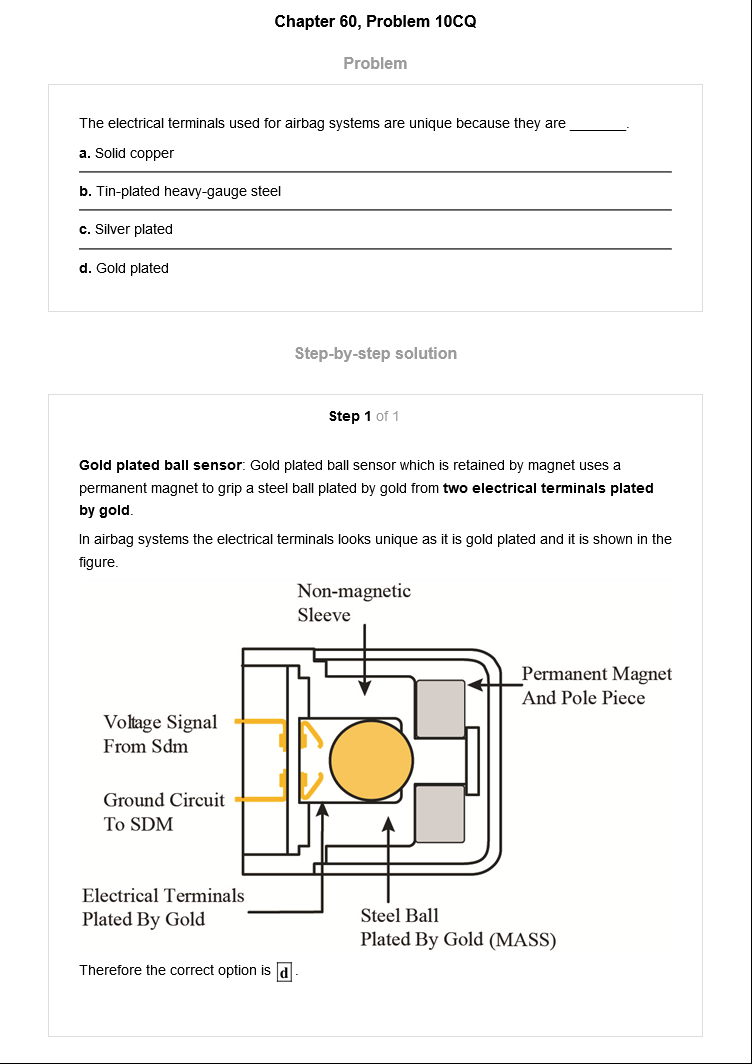 Chapter 60, Problem 10CQ
Problem
The electrical terminals used for airbag systems are unique because they are _______.
a. Solid copper
b. Tin-plated heavy-gauge steel
c. Silver plated
d. Gold plated
Step-by-step solution
Step 1 of 1
Gold plated ball sensor: Gold plated ball sensor which is retained by magnet uses a
permanent magnet to grip a steel ball plated by gold from two electrical terminals plated
by gold.
In airbag systems the electrical terminals looks unique as it is gold plated and it is shown in the
figure.
Non-magnetic
Sleeve
Permanent Magnet
And Pole Piece
Voltage Signal
From Sdm
Ground Circuit
To SDM
Electrical Terminals
Plated By Gold
Steel Ball
Plated By Gold (MASS)
Therefore the correct option is d.